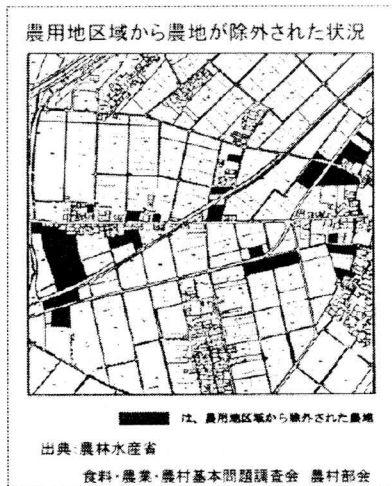 農用地区域から農地が除外された状況
は、農用地区域から除外された農地
出典:農林水産省
食料・農業・農村基本問題調査会 農村部会